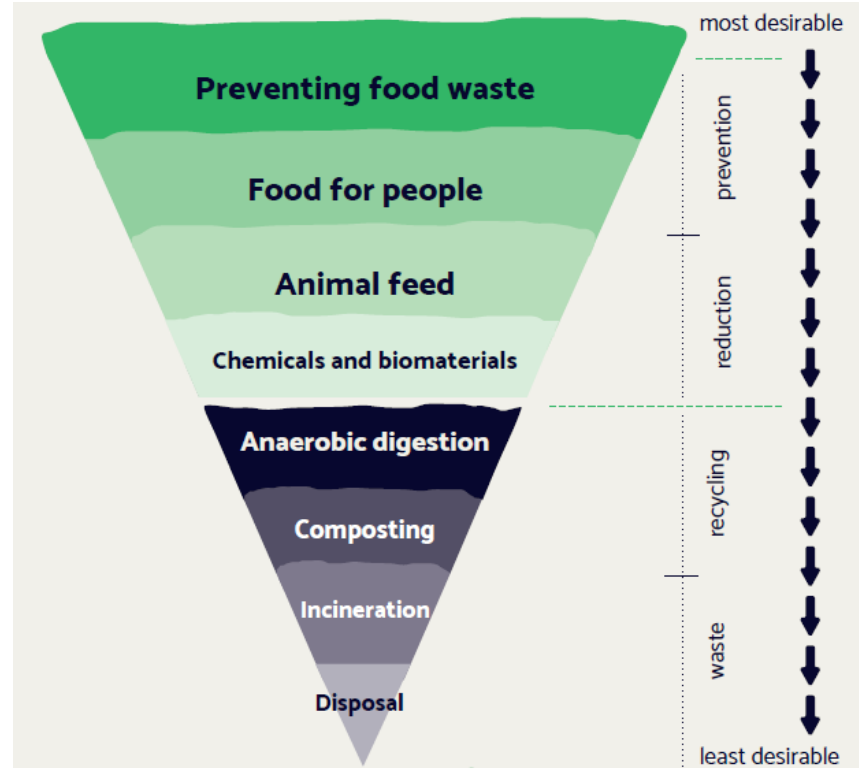 most desirable
Preventing food waste
prevention
Food for people
Animal feed
reduction
Chemicals and biomaterials
Anaerobic digestion
recycling
Composting
Incineration
waste
Disposal
least desirable